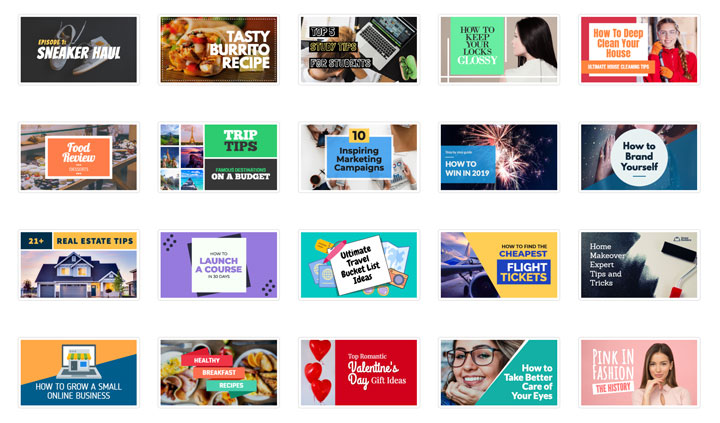 EPISODE 1:
SNEAKER HAUL
TASTY
BURRITO
RECIPE
TOP 5
STUDY TIPS
FOR STUDENTS
HOW TO
KEEP
YOUR
LOCKS
GLOSSY
How To Deep
Clean Your
House
ULTIMATE HOUSE CLEANING TIPS
Food
Review
DESSERTS
TRIP
TIPS
FAMOUS DESTINATIONS
ON A BUDGET
10
Inspiring
Marketing
Campaigns
HOW TO
WIN IN 2019
How to
Brand
Yourself
21+
REAL ESTATE TIPS
HOW TO
LAUNCH
A COURSE
IN 30 DAYS
Ultimate
Travel
Bucket List
Ideas
HOW TO FIND THE
CHEAPEST
FLIGHT
TICKETS
Home
Makeover
Expert
Tips and
Tricks
HOW TO GROW A SMALL
ONLINE BUSINESS
HEALTHY
BREAKFAST
RECIPES
Top Romantic
Valentine's
Day Gift Ideas
How to
Take Better
Care of
Your Eyes
PINK IN
FASHION
THE HISTORY